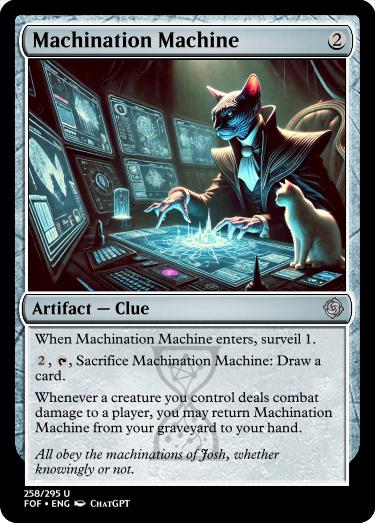 Machination Machine 2
Artifact — Clue
When Machination Machine enters, surveil 1.
2, , Sacrifice Machination Machine: Draw a
card.
Whenever a creature you control deals combat
damage to a player, you may return Machination
Machine from your graveyard to your hand.
All obey the machinations of Josh, whether
knowingly or not.
258/295 U
FOF • ENG ChatGPT